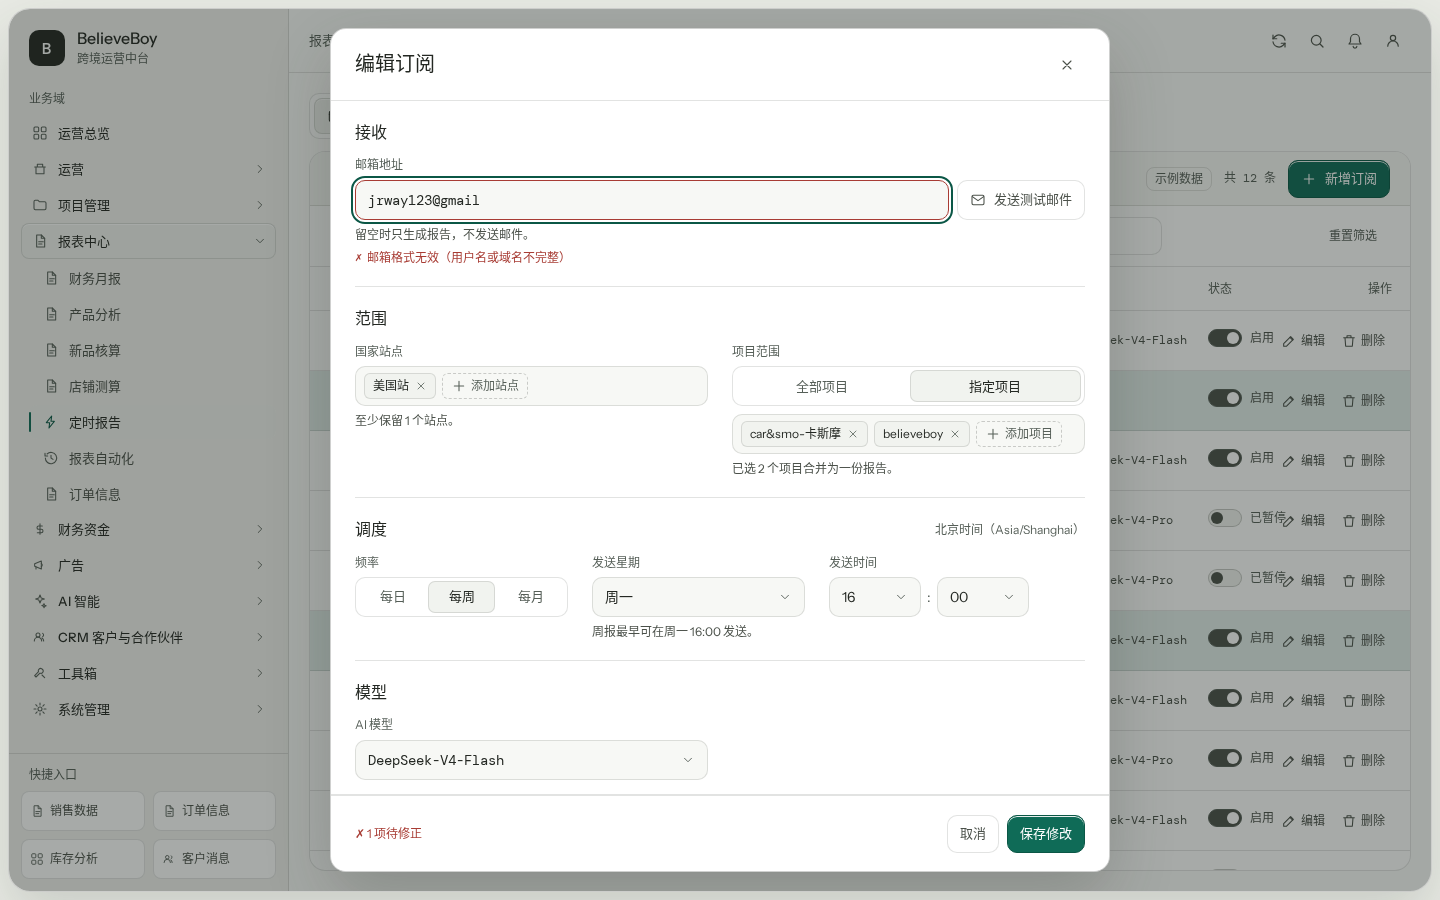 B
BelieveBoy
跨境运营中台
业务域
运营总览
运营
项目管理
报表中心
财务月报
产品分析
新品核算
店铺测算
定时报告
报表自动化
订单信息
财务资金
广告
AI 智能
CRM 客户与合作伙伴
工具箱
系统管理
快捷入口
销售数据
订单信息
库存分析
客户消息
报表
示例数据
共 12 条
新增订阅
重置筛选
状态
操作
ek-V4-Flash 启用 编辑 删除
启用 编辑 删除
ek-V4-Flash 启用 编辑 删除
ek-V4-Pro 已暂停 编辑 删除
ek-V4-Pro 已暂停 编辑 删除
ek-V4-Flash 启用 编辑 删除
ek-V4-Flash 启用 编辑 删除
ek-V4-Pro 启用 编辑 删除
ek-V4-Flash 启用 编辑 删除
编辑订阅
接收
邮箱地址
jrway123@gmail
发送测试邮件
留空时只生成报告，不发送邮件。
✗ 邮箱格式无效（用户名或域名不完整）
范围
国家站点
美国站
添加站点
至少保留 1 个站点。
项目范围
全部项目
指定项目
car&smo-卡斯摩
believeboy
添加项目
已选 2 个项目合并为一份报告。
调度
北京时间（Asia/Shanghai）
频率
每日
每周
每月
发送星期
周一
周报最早可在周一 16:00 发送。
发送时间
16 : 00
模型
AI 模型
DeepSeek-V4-Flash
✗ 1 项待修正
取消
保存修改